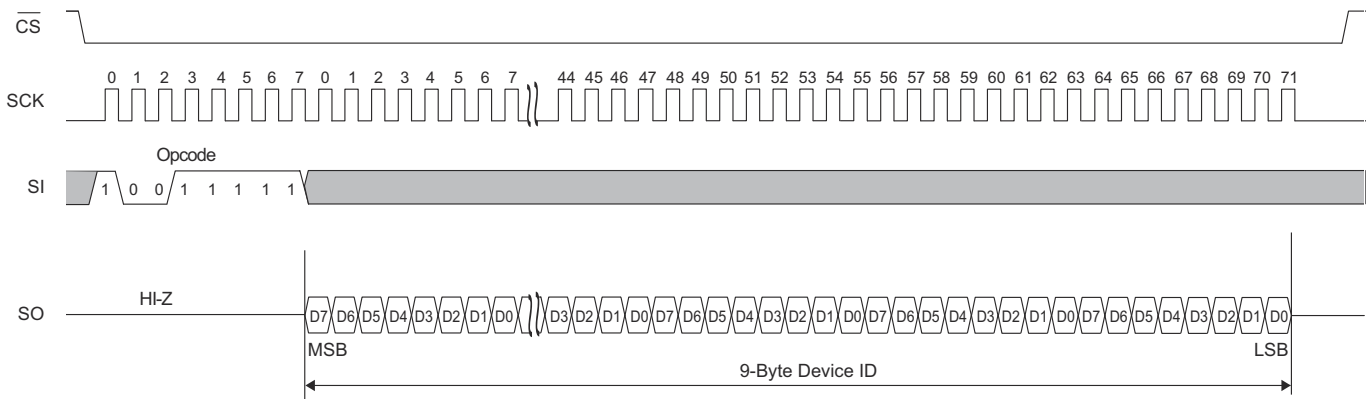 CS
0 1 2 3 4 5 6 7 0 1 2 3 4 5 6 7 44 45 46 47 48 49 50 51 52 53 54 55 56 57 58 59 60 61 62 63 64 65 66 67 68 69 70 71
SCK
Opcode
SI 1 0 0 1 1 1 1 1
HI-Z
SO D7 D6 D5 D4 D3 D2 D1 D0 D3 D2 D1 D0 D7 D6 D5 D4 D3 D2 D1 D0 D7 D6 D5 D4 D3 D2 D1 D0 D7 D6 D5 D4 D3 D2 D1 D0
MSB LSB
9-Byte Device ID